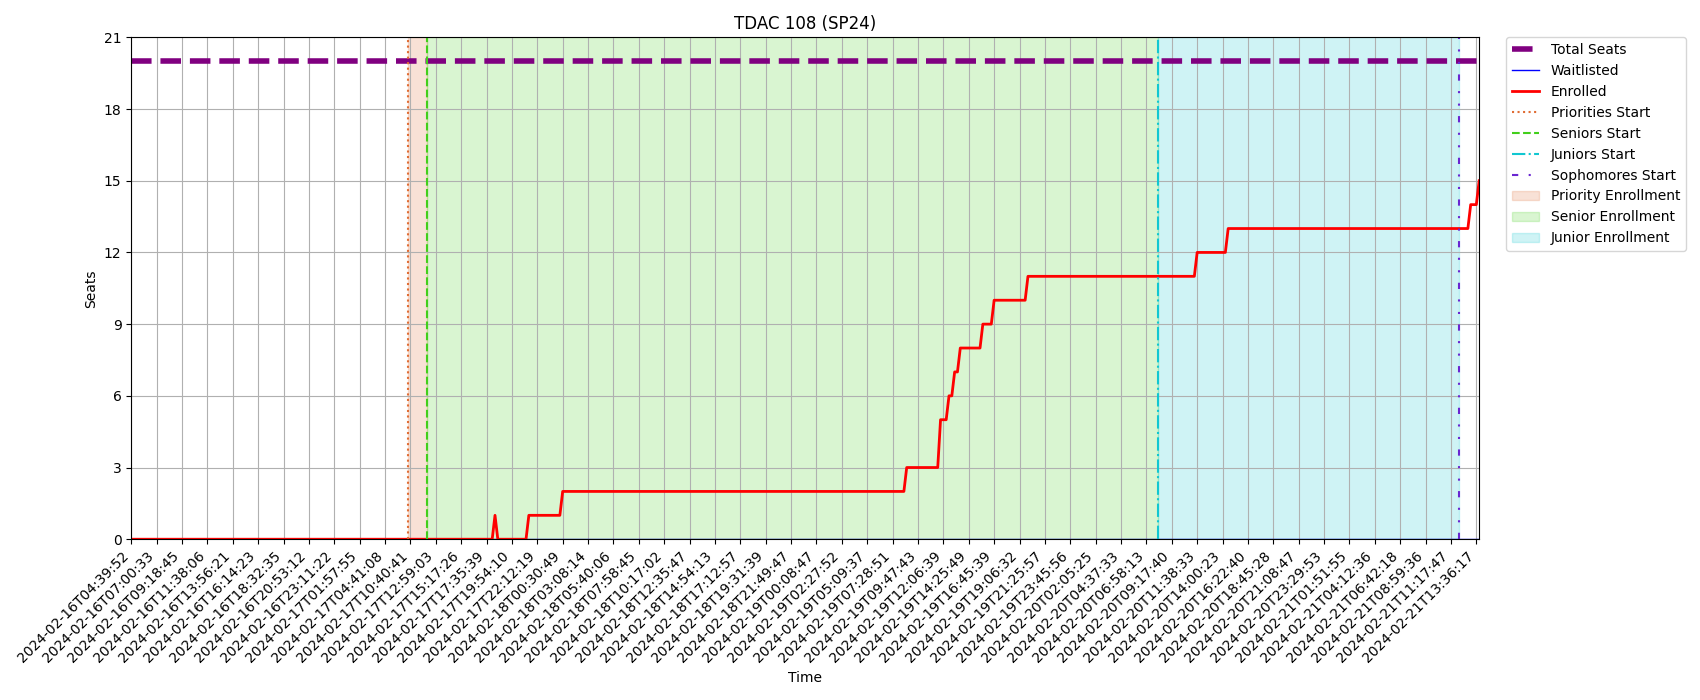 TDAC 108 (SP24)
21
18
15
12
9
6
3
0
Seats
2024-02-16T04:39:52
2024-02-16T07:00:33
2024-02-16T09:18:45
2024-02-16T11:38:06
2024-02-16T13:56:21
2024-02-16T16:14:23
2024-02-16T18:32:35
2024-02-16T20:53:12
2024-02-16T23:11:22
2024-02-17T01:57:55
2024-02-17T04:41:08
2024-02-17T10:40:41
2024-02-17T12:59:03
2024-02-17T15:17:26
2024-02-17T17:35:39
2024-02-17T19:54:10
2024-02-17T22:12:19
2024-02-18T00:30:49
2024-02-18T03:08:14
2024-02-18T05:40:06
2024-02-18T07:58:45
2024-02-18T10:17:02
2024-02-18T12:35:47
2024-02-18T14:54:13
2024-02-18T17:12:57
2024-02-18T19:31:39
2024-02-18T21:49:47
2024-02-19T00:08:47
2024-02-19T02:27:52
2024-02-19T05:09:37
2024-02-19T07:28:51
2024-02-19T09:47:43
2024-02-19T12:06:39
2024-02-19T14:25:49
2024-02-19T16:45:39
2024-02-19T19:06:32
2024-02-19T21:25:57
2024-02-19T23:45:56
2024-02-20T02:05:25
2024-02-20T04:37:33
2024-02-20T06:58:13
2024-02-20T09:17:40
2024-02-20T11:38:33
2024-02-20T14:00:23
2024-02-20T16:22:40
2024-02-20T18:45:28
2024-02-20T21:08:47
2024-02-20T23:29:53
2024-02-21T01:51:55
2024-02-21T04:12:36
2024-02-21T06:42:18
2024-02-21T08:59:36
2024-02-21T11:17:47
2024-02-21T13:36:17
Time
Total Seats
Waitlisted
Enrolled
Priorities Start
Seniors Start
Juniors Start
Sophomores Start
Priority Enrollment
Senior Enrollment
Junior Enrollment